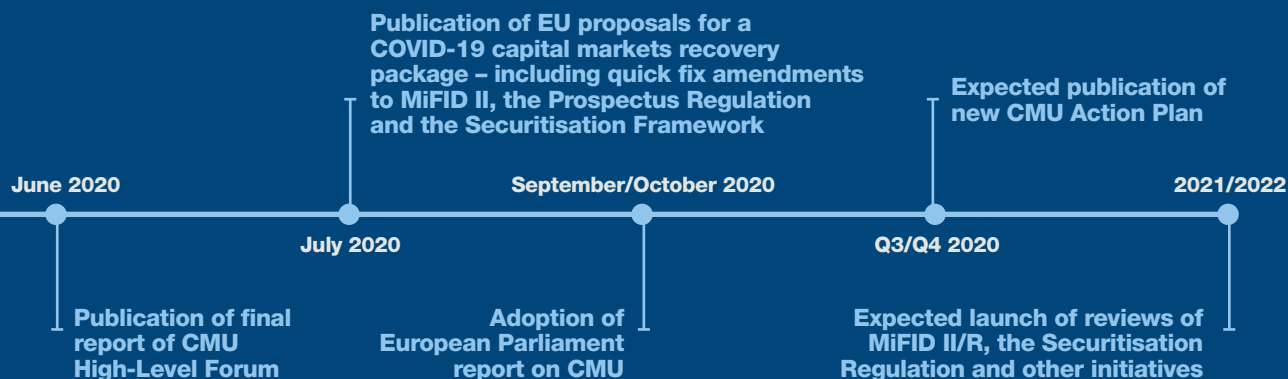 Publication of EU proposals for a
COVID-19 capital markets recovery
package – including quick fix amendments
to MiFID II, the Prospectus Regulation
and the Securitisation Framework
Expected publication of
new CMU Action Plan
June 2020
September/October 2020
2021/2022
July 2020
Q3/Q4 2020
Publication of final
report of CMU
High-Level Forum
Adoption of
European Parliament
report on CMU
Expected launch of reviews of
MiFID II/R, the Securitisation
Regulation and other initiatives